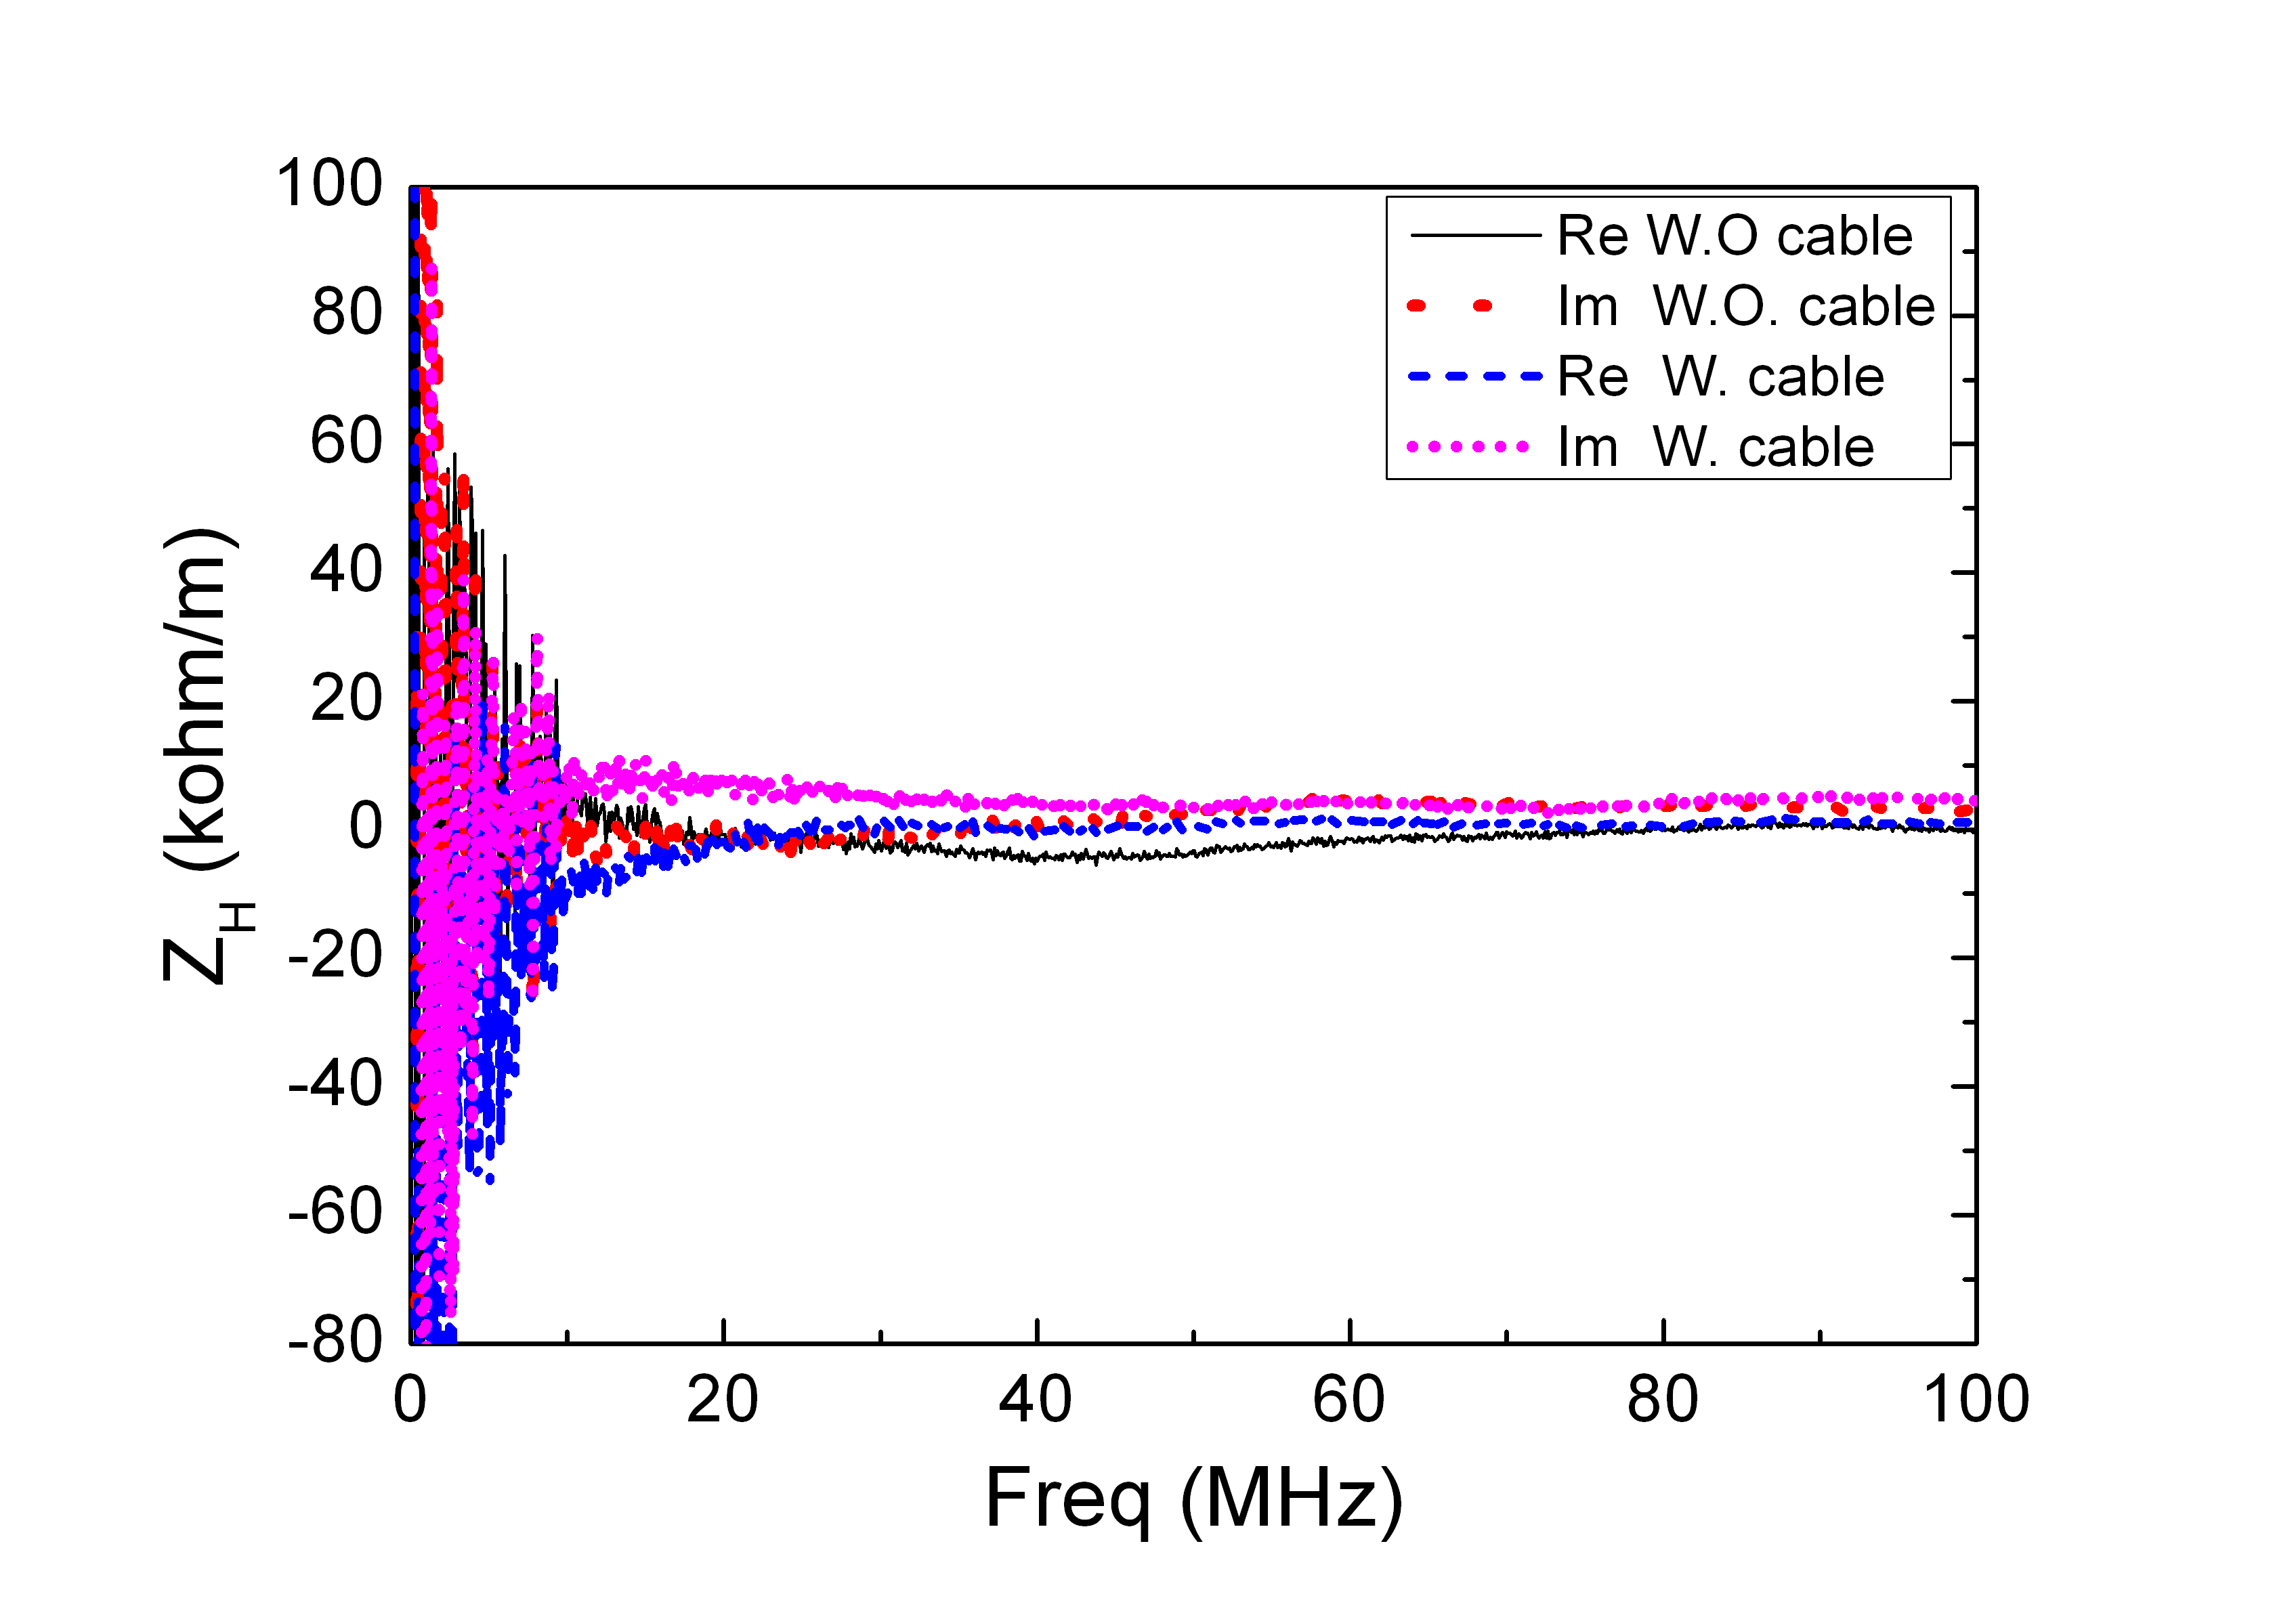 100
80
60
40
20
0
-20
-40
-60
-80
Z_H (kohm/m)
Re W.O cable
Im W.O. cable
Re W. cable
Im W. cable
0 20 40 60 80 100
Freq (MHz)